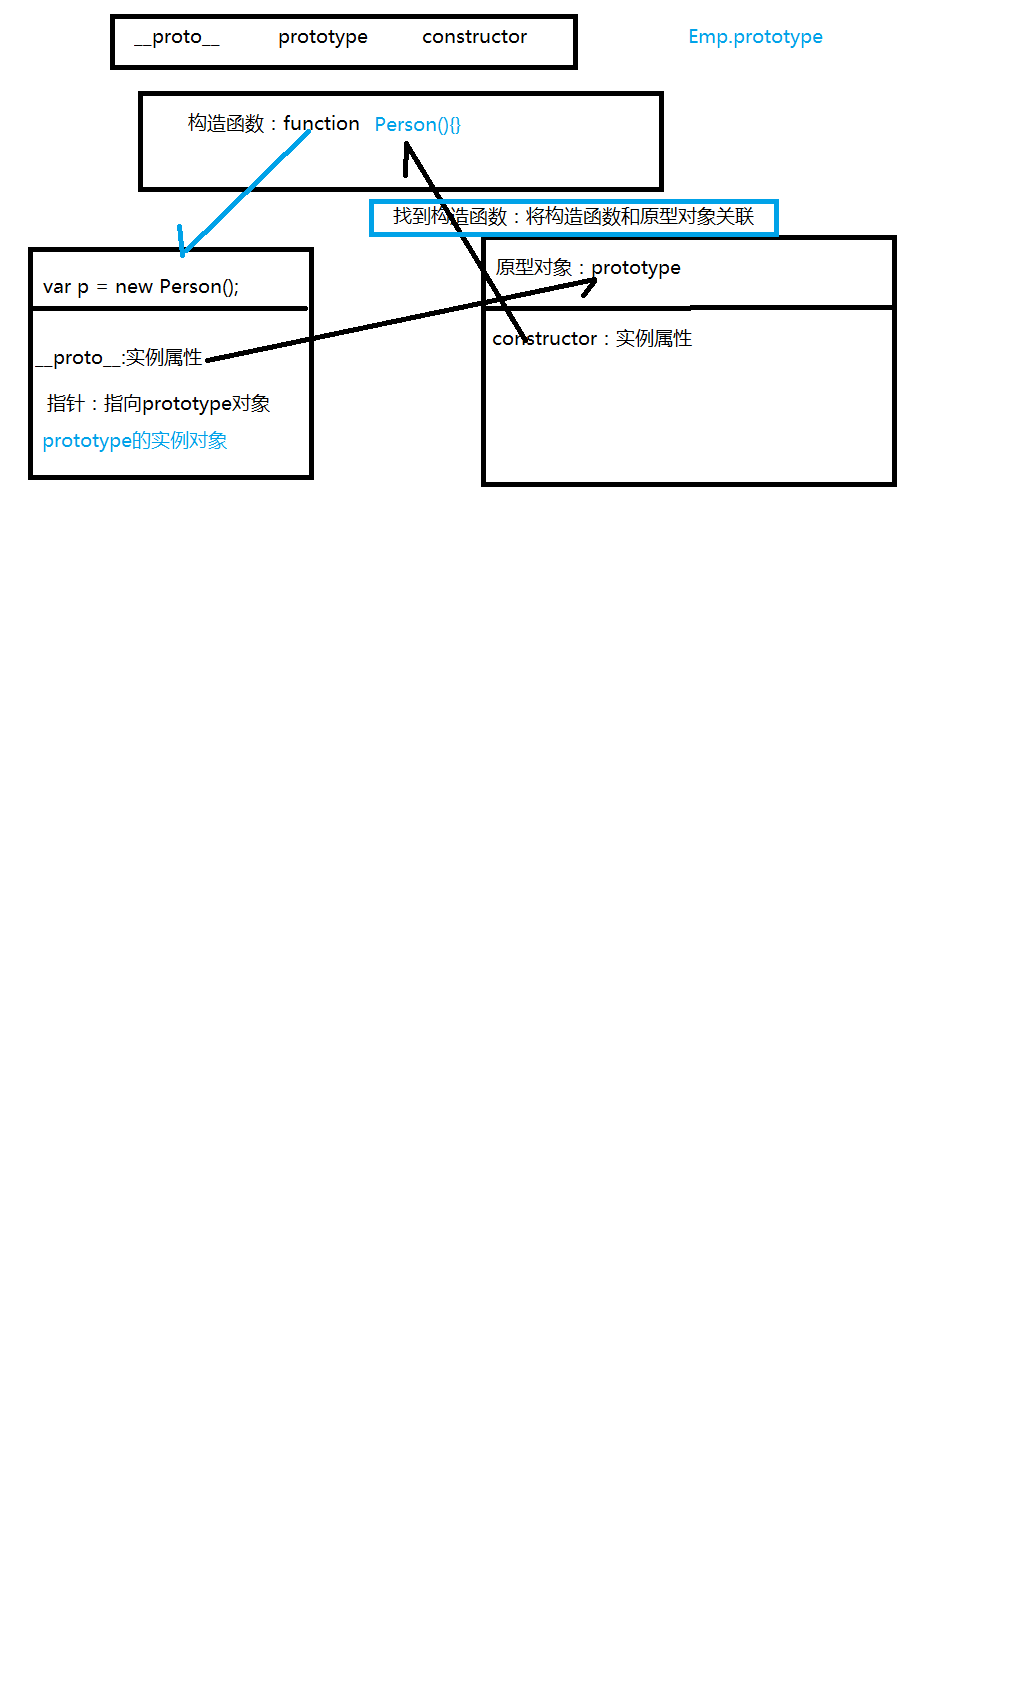 __proto__ prototype constructor Emp.prototype
构造函数：function Person(){}
找到构造函数：将构造函数和原型对象关联
原型对象：prototype
var p = new Person();
constructor：实例属性
__proto__:实例属性
指针：指向prototype对象
prototype的实例对象